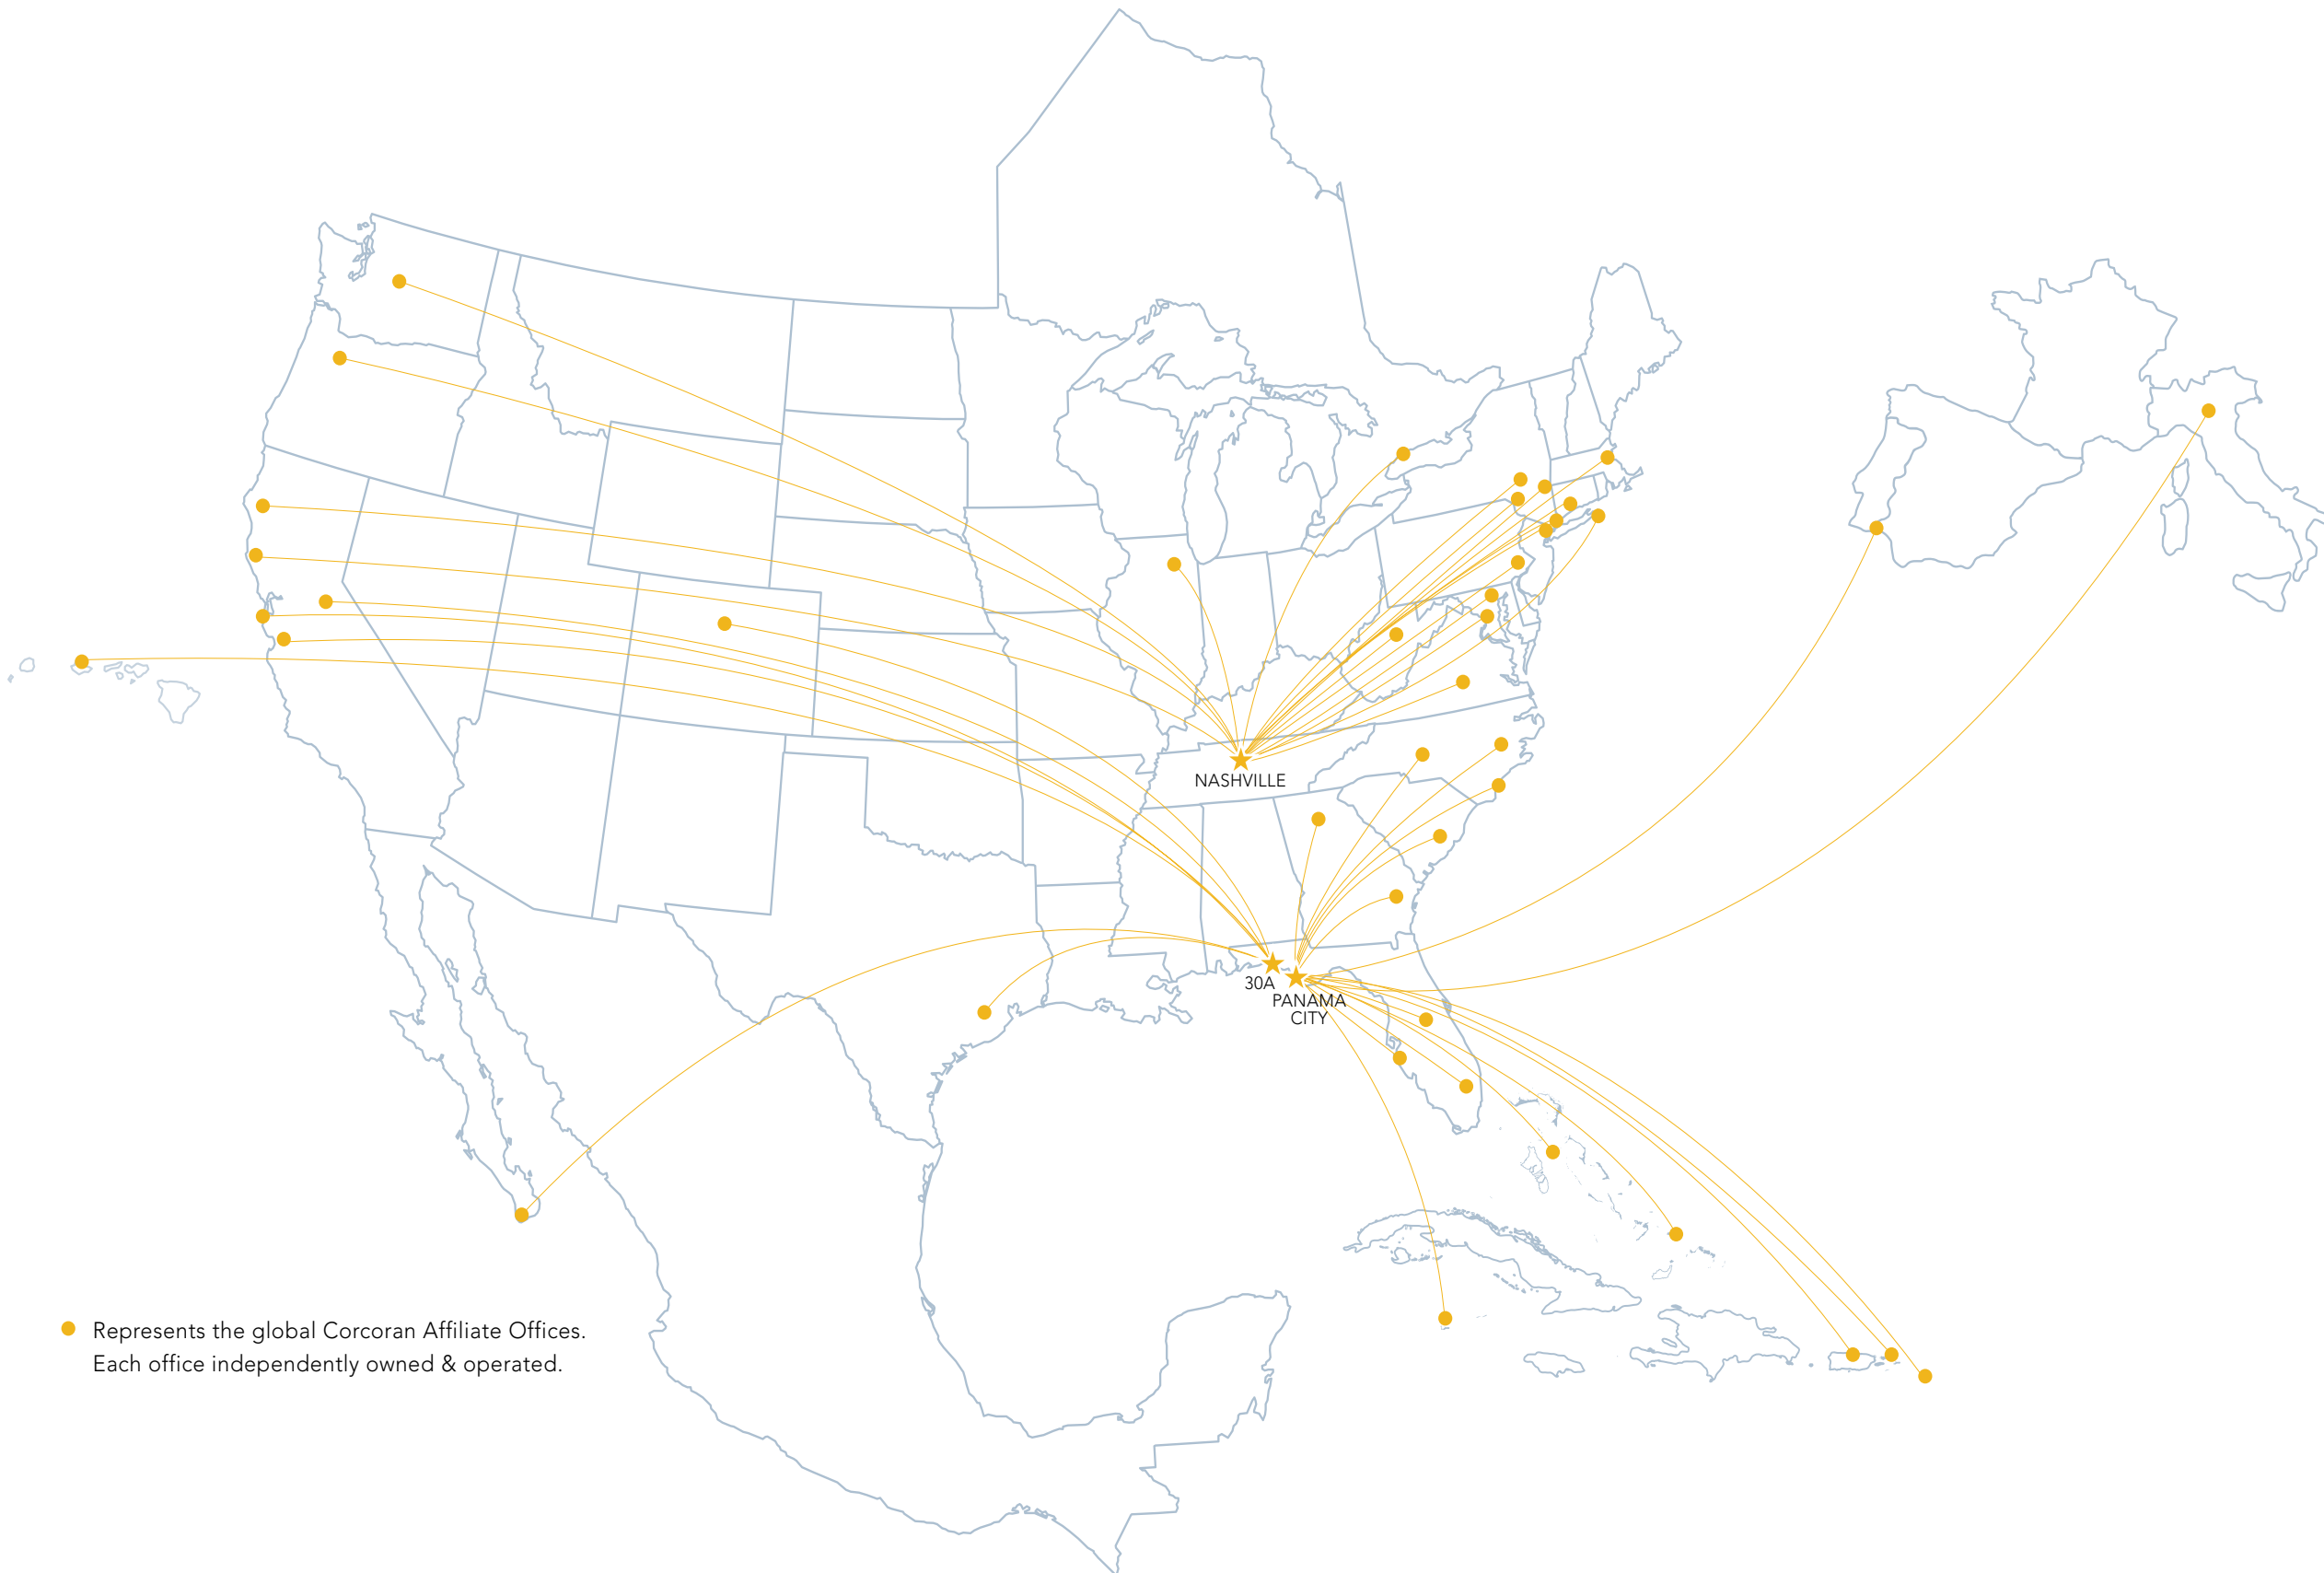 NASHVILLE
30A
PANAMA
CITY
Represents the global Corcoran Affiliate Offices.
Each office independently owned & operated.